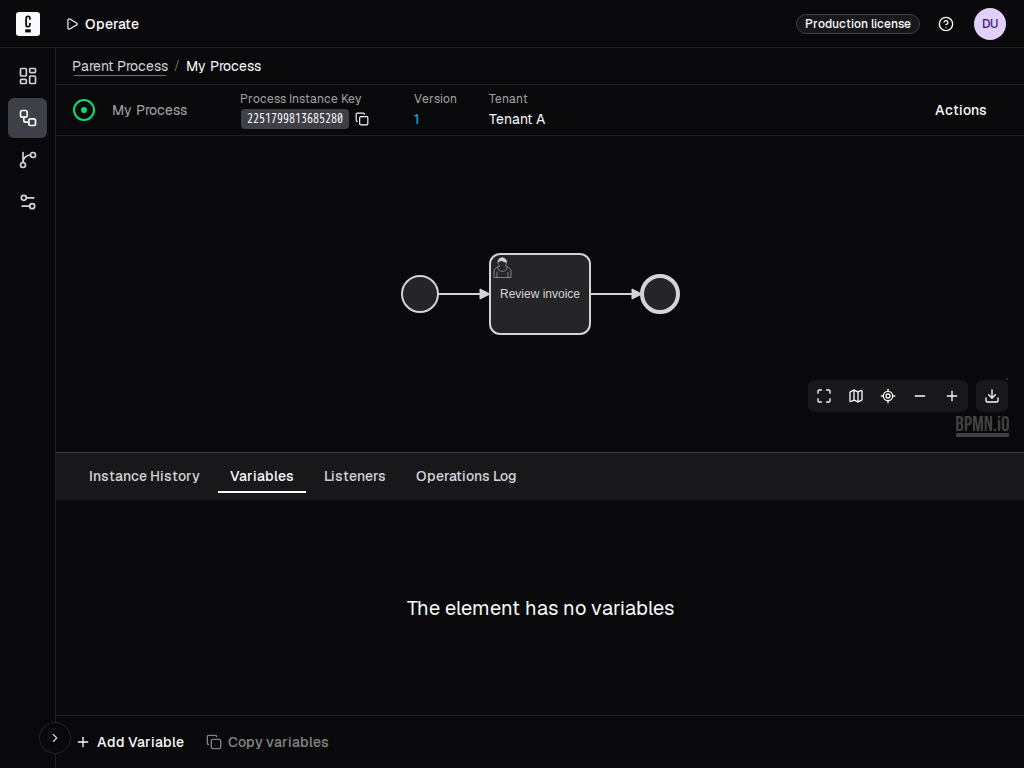 Operate
Production license
DU
Parent Process / My Process
My Process
Process Instance Key
2251799813685280
Version
1
Tenant
Tenant A
Actions
Review invoice
BPMN.iO
Instance History
Variables
Listeners
Operations Log
The element has no variables
Add Variable
Copy variables